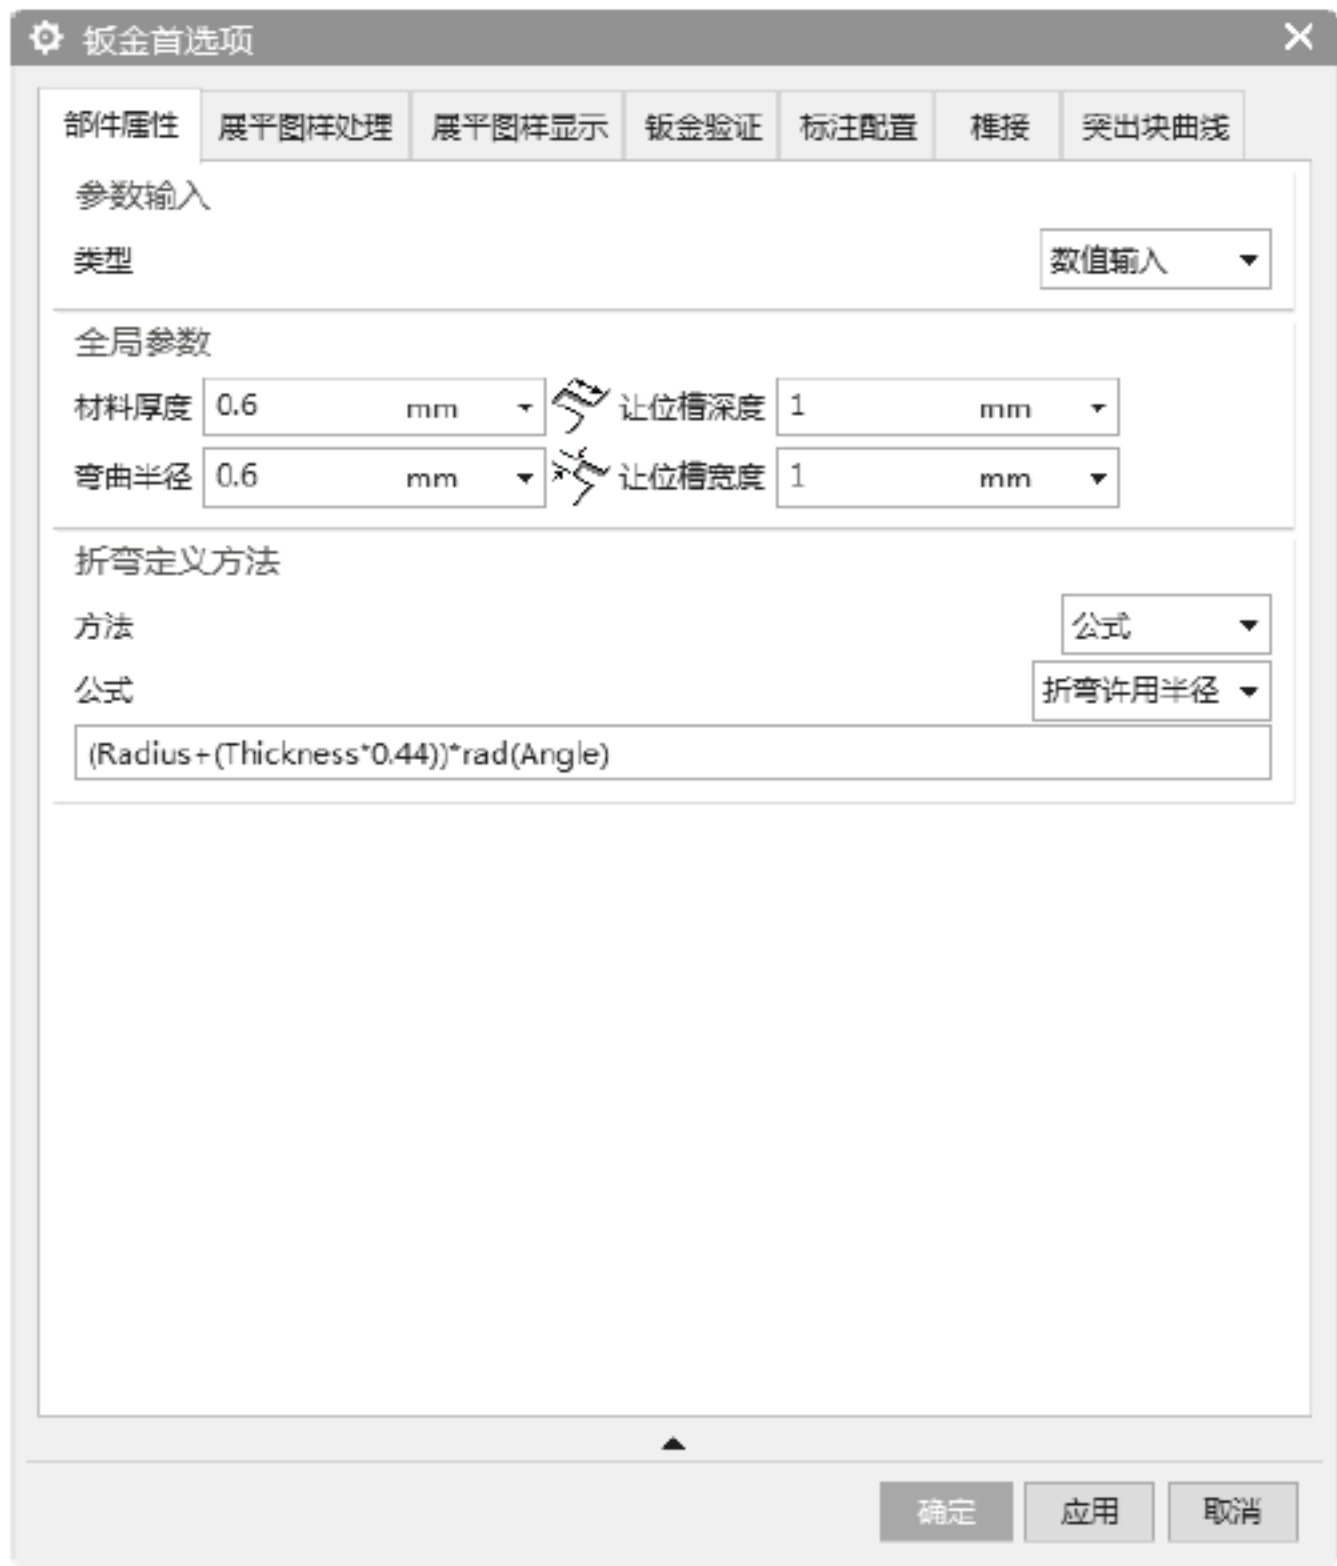 钣金首选项
部件属性 展平图样处理 展平图样显示 钣金验证 标注配置 榫接 突出块曲线
参数输入
类型 数值输入
全局参数
材料厚度 0.6 mm 让位槽深度 1 mm
弯曲半径 0.6 mm 让位槽宽度 1 mm
折弯定义方法
方法 公式
公式 折弯许用半径
(Radius+(Thickness*0.44))*rad(Angle)
确定 应用 取消